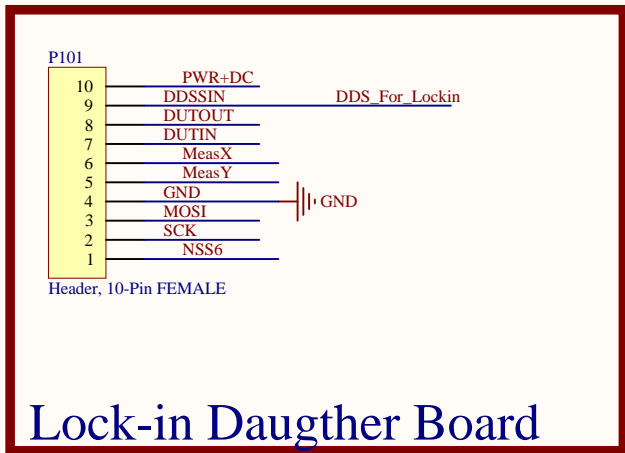 P101
10 PWR+DC
9 DDSSIN DDS_For_Lockin
8 DUTOUT
7 DUTIN
6 MeasX
5 MeasY
4 GND GND
3 MOSI
2 SCK
1 NSS6
Header, 10-Pin FEMALE
Lock-in Daugther Board